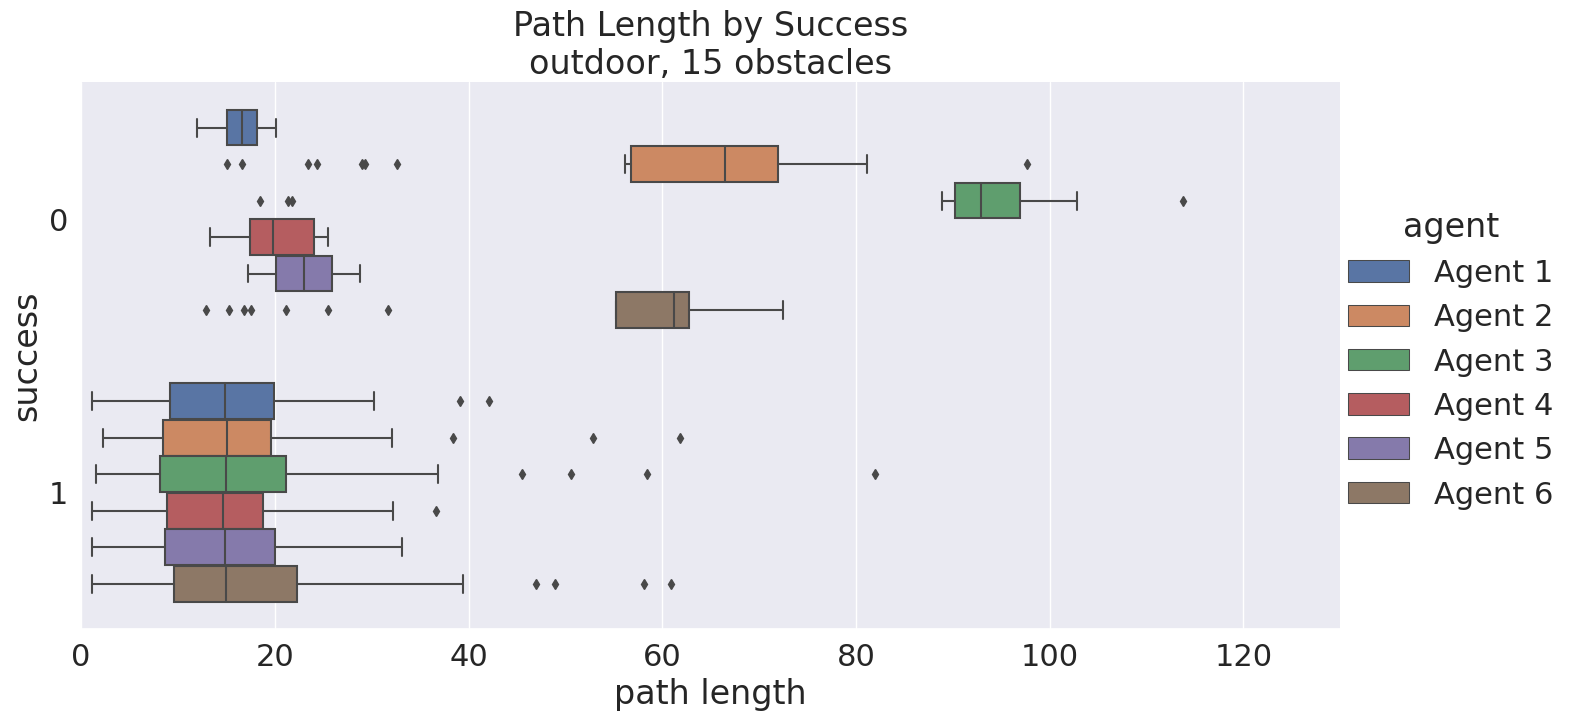 Path Length by Success
outdoor, 15 obstacles
success
0
1
0
20
40
60
80
100
120
path length
agent
Agent 1
Agent 2
Agent 3
Agent 4
Agent 5
Agent 6